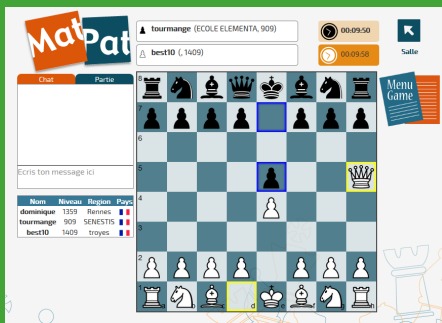 Mat Pat
tourmange (ECOLE ELEMENTA, 909)
best10 (, 1409)
00:09:50
00:09:58
Salle
Menu
Game
Chat Partie
Ecris ton message ici
Nom Niveau Region Pays
dominique 1359 Rennes
tourmange 909 SENESTIS
best10 1409 troyes
8
7
6
5
4
3
2
1